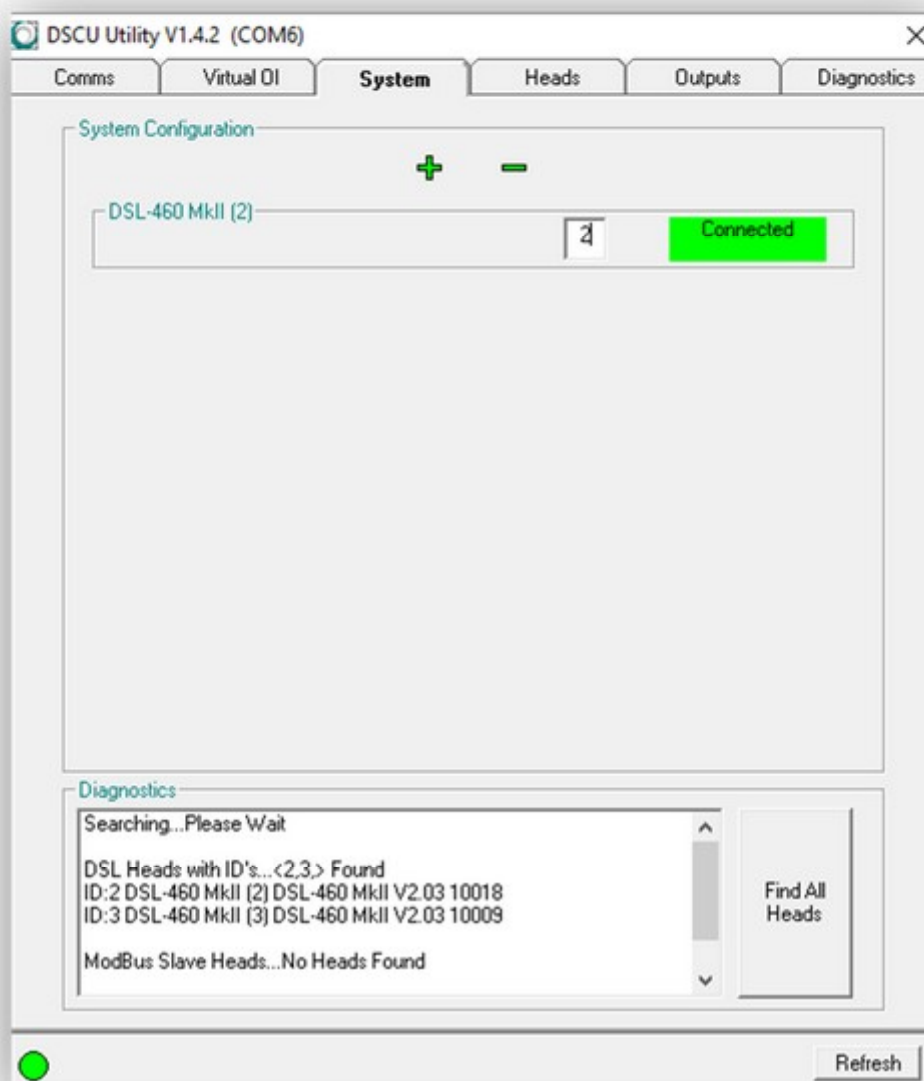 DSCU Utility V1.4.2 (COM6)
Comms Virtual OI System Heads Outputs Diagnostics
System Configuration
DSL-460 MkII (2)
2 Connected
Diagnostics
Searching...Please Wait
DSL Heads with ID's...<2,3,> Found
ID:2 DSL-460 MkII (2) DSL-460 MkII V2.03 10018
ID:3 DSL-460 MkII (3) DSL-460 MkII V2.03 10009
ModBus Slave Heads...No Heads Found
Find All
Heads
Refresh